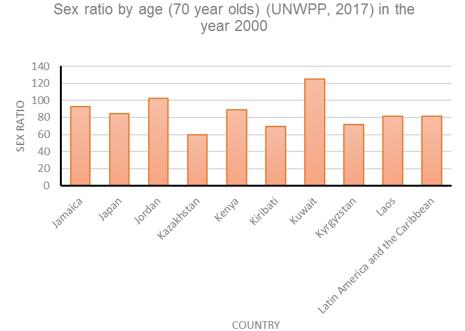 Sex ratio by age (70 year olds) (UNWPP, 2017) in the
year 2000
SEX RATIO
140
120
100
80
60
40
20
0
Jamaica
Japan
Jordan
Kazakhstan
Kenya
Kiribati
Kuwait
Kyrgyzstan
Laos
Latin America and the Caribbean
COUNTRY